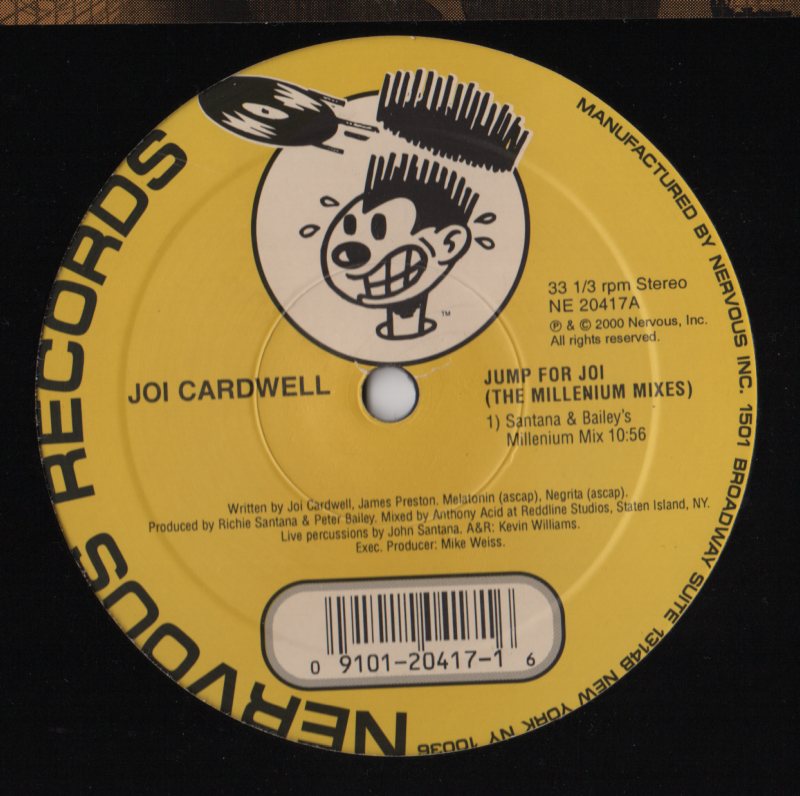 NERVOUS RECORDS
MANUFACTURED BY NERVOUS INC. 1501 BROADWAY SUITE 1314B NEW YORK NY 10036
TM
33 1/3 rpm Stereo
NE 20417A
℗ & © 2000 Nervous, Inc.
All rights reserved.
JOI CARDWELL
JUMP FOR JOI
(THE MILLENIUM MIXES)
1) Santana & Bailey's
Millenium Mix 10:56
Written by Joi Cardwell, James Preston, Melatonin (ascap), Negrita (ascap).
Produced by Richie Santana & Peter Bailey. Mixed by Anthony Acid at Reddline Studios, Staten Island, NY.
Live percussions by John Santana. A&R: Kevin Williams.
Exec. Producer: Mike Weiss.
0 9101-20417-1 6